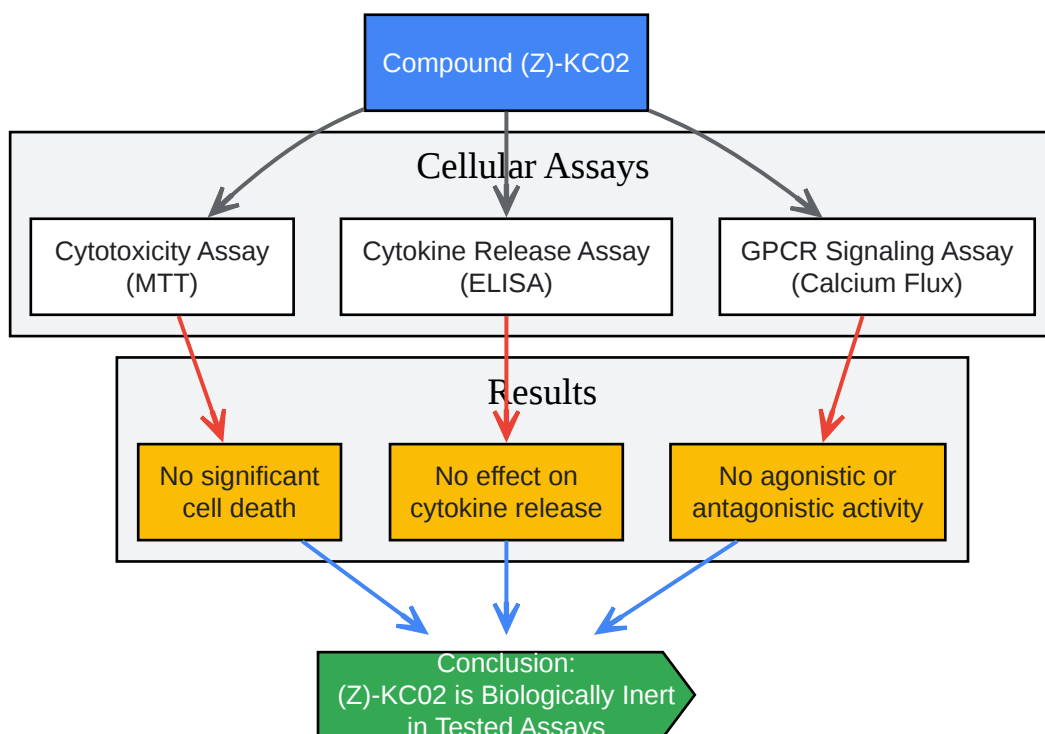 Compound (Z)-KC02
Cellular Assays
Cytotoxicity Assay
(MTT)
Cytokine Release Assay
(ELISA)
GPCR Signaling Assay
(Calcium Flux)
Results
No significant
cell death
No effect on
cytokine release
No agonistic or
antagonistic activity
Conclusion:
(Z)-KC02 is Biologically Inert
in Tested Assays